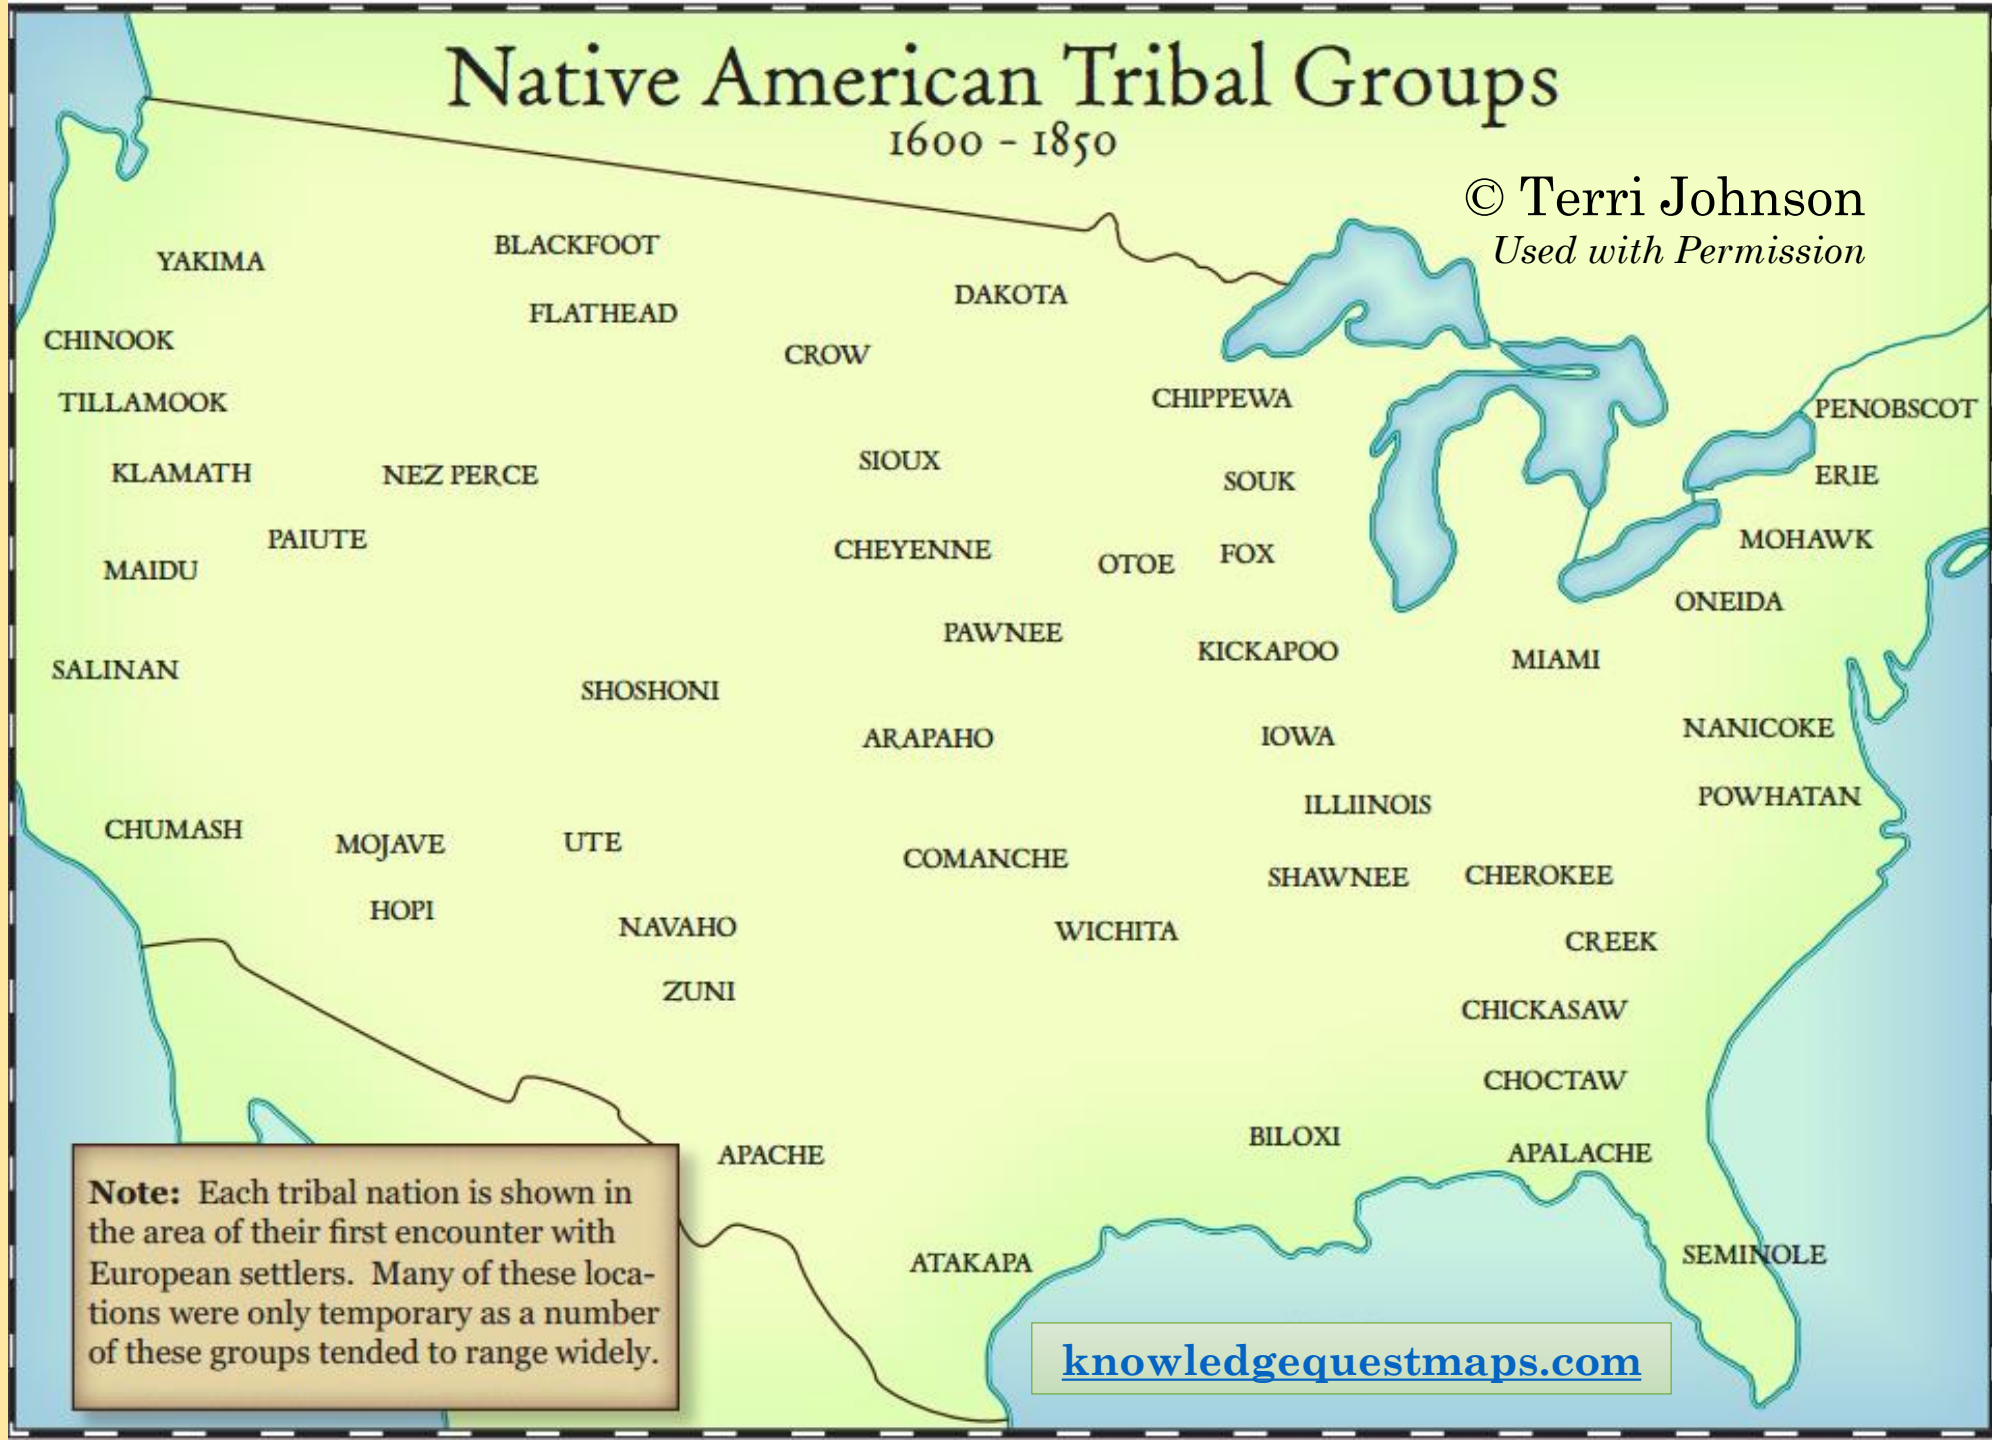 Native American Tribal Groups
1600 - 1850
© Terri Johnson
Used with Permission
YAKIMA
BLACKFOOT
FLATHEAD
DAKOTA
CHINOOK
CROW
TILLAMOOK
CHIPPEWA
PENOBSCOT
KLAMATH
NEZ PERCE
SIOUX
SOUK
ERIE
PAIUTE
MAIDU
CHEYENNE
OTOE
FOX
MOHAWK
ONEIDA
PAWNEE
KICKAPOO
MIAMI
SALINAN
SHOSHONI
ARAPAHO
IOWA
NANICOKE
ILLIINOIS
POWHATAN
CHUMASH
MOJAVE
UTE
COMANCHE
SHAWNEE
CHEROKEE
HOPI
NAVAHO
WICHITA
CREEK
ZUNI
CHICKASAW
CHOCTAW
BILOXI
APACHE
APALACHE
ATAKAPA
SEMINOLE
Note: Each tribal nation is shown in
the area of their first encounter with
European settlers. Many of these loca-
tions were only temporary as a number
of these groups tended to range widely.
knowledgequestmaps.com